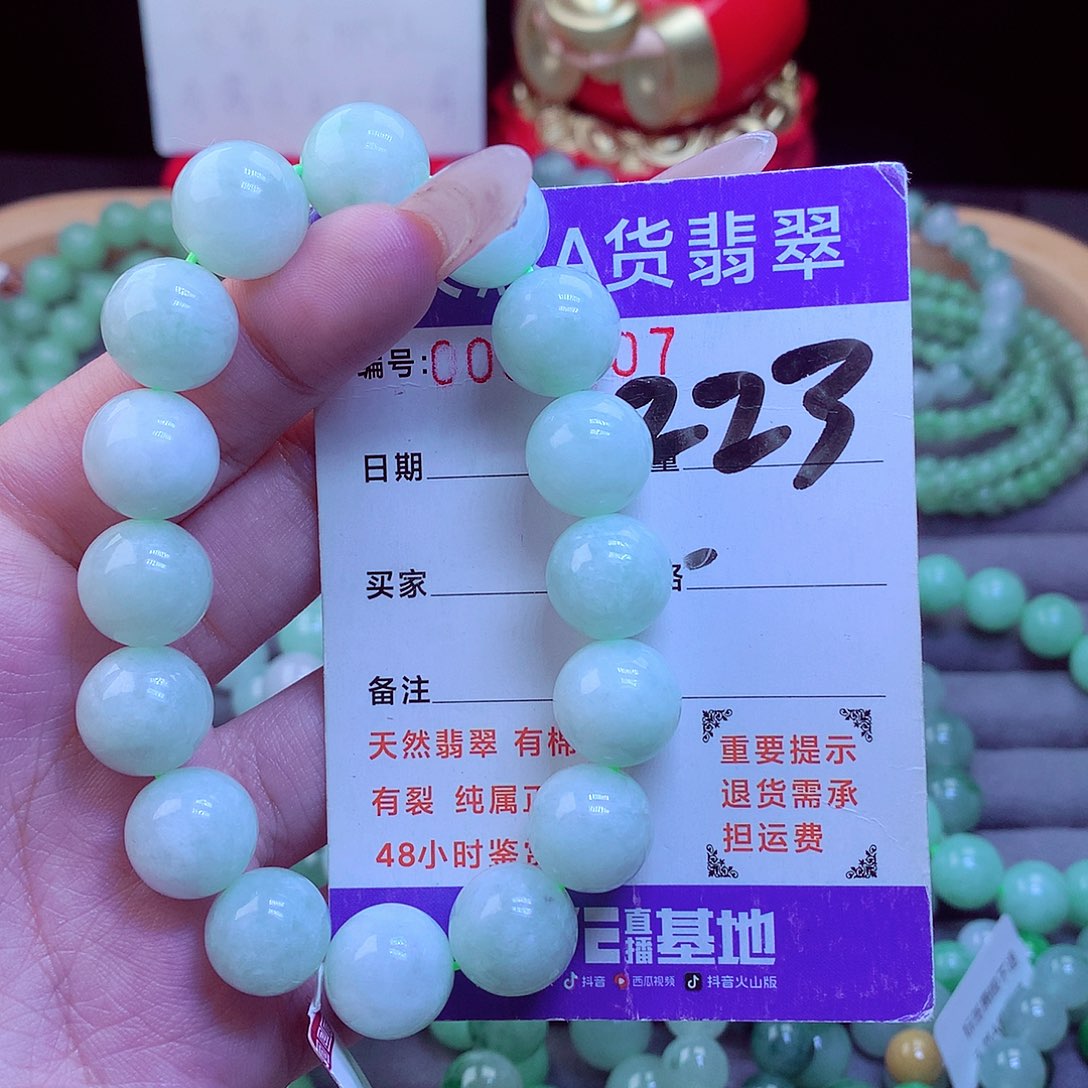 A货翡翠
编号:00 07
223
日期
量
买家
备注
天然翡翠 有棉
有裂 纯属正
48小时鉴赏
重要提示
退货需承
担运费
直播基地
抖音 西瓜视频 抖音火山版